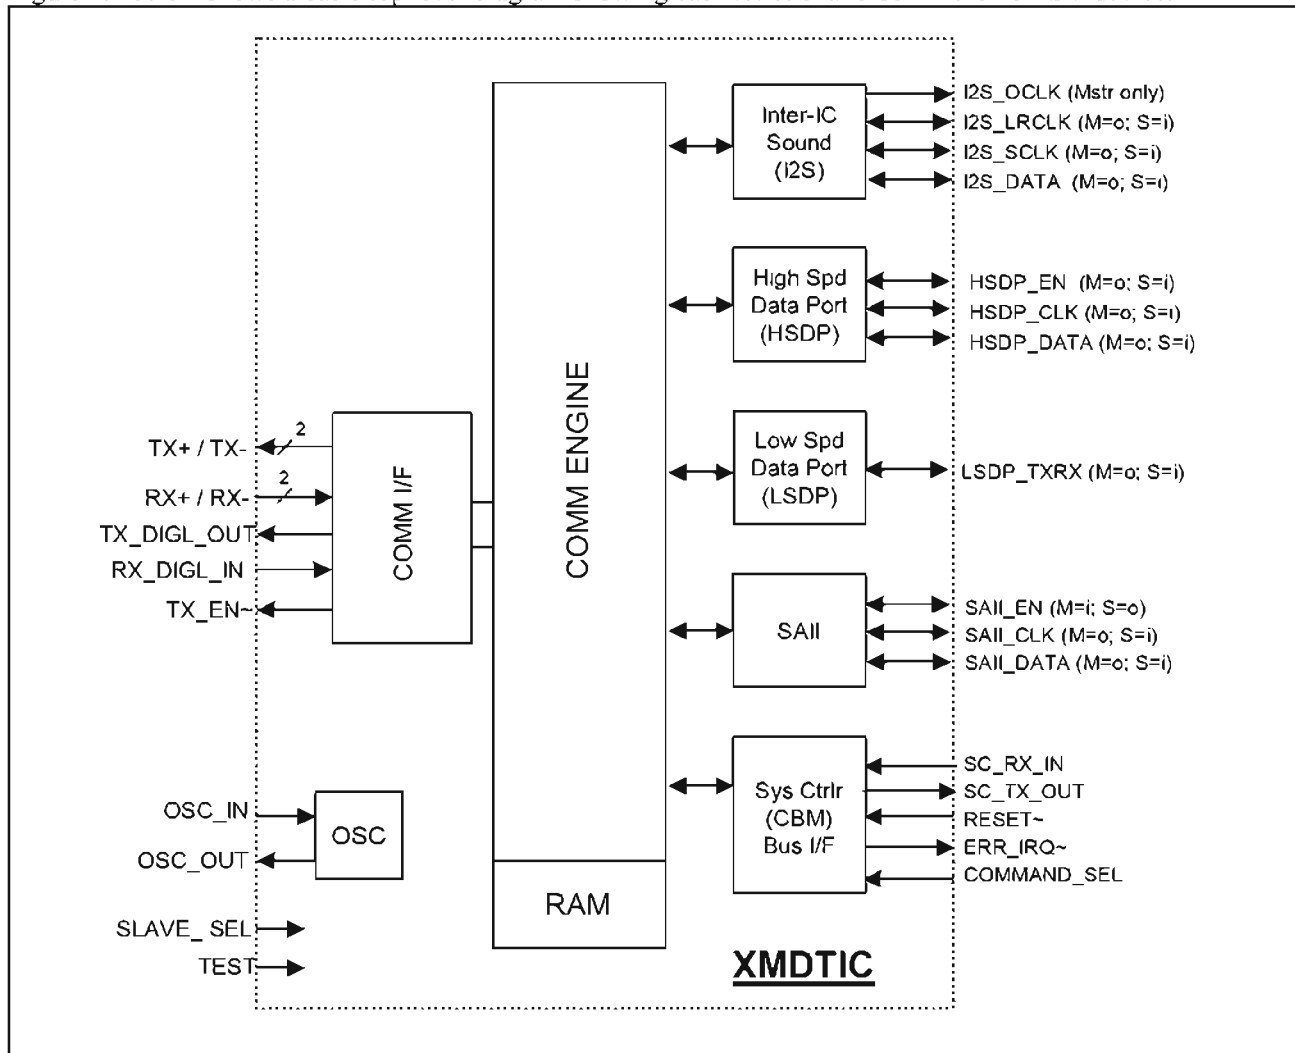 I2S_OCLK (Mstr only)
Inter-IC
Sound
(I2S)
I2S_LRCLK (M=o; S=i)
I2S_SCLK (M=o; S=i)
I2S_DATA (M=o; S=i)
High Spd
Data Port
(HSDP)
HSDP_EN (M=o; S=i)
HSDP_CLK (M=o; S=i)
HSDP_DATA (M=o; S=i)
COMM ENGINE
Low Spd
Data Port
(LSDP)
LSDP_TXRX (M=o; S=i)
TX+ / TX-
2
RX+ / RX-
2
TX_DIGL_OUT
RX_DIGL_IN
TX_EN~
COMM I/F
SAII
SAII_EN (M=i; S=o)
SAII_CLK (M=o; S=i)
SAII_DATA (M=o; S=i)
OSC_IN
OSC
OSC_OUT
Sys Ctrlr
(CBM)
Bus I/F
SC_RX_IN
SC_TX_OUT
RESET~
ERR_IRQ~
COMMAND_SEL
RAM
SLAVE_ SEL
TEST
XMDTIC